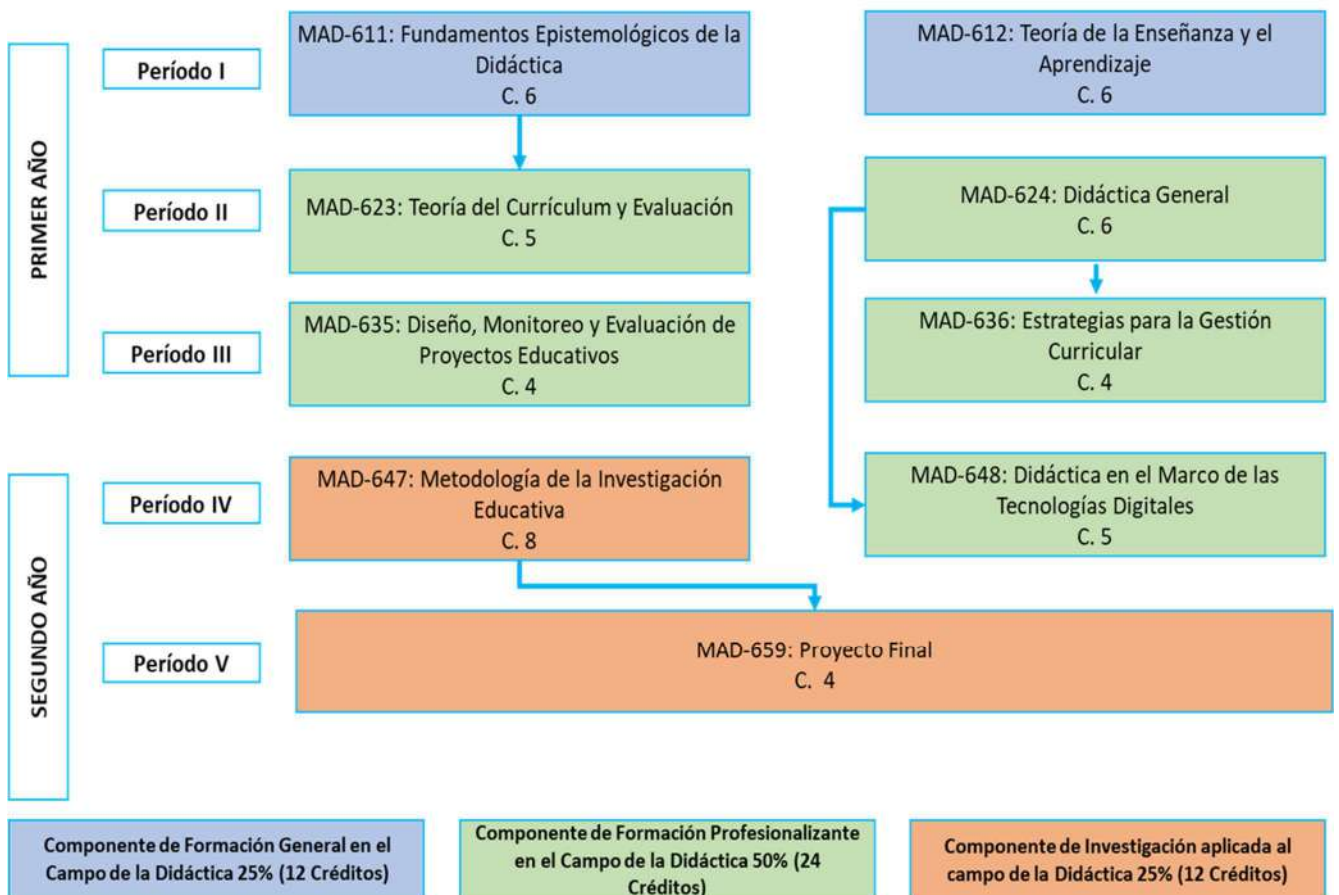 PRIMER AÑO
Período I
MAD-611: Fundamentos Epistemológicos de la
Didáctica
C. 6
MAD-612: Teoría de la Enseñanza y el
Aprendizaje
C. 6
Período II
MAD-623: Teoría del Currículum y Evaluación
C. 5
MAD-624: Didáctica General
C. 6
Período III
MAD-635: Diseño, Monitoreo y Evaluación de
Proyectos Educativos
C. 4
MAD-636: Estrategias para la Gestión
Curricular
C. 4
SEGUNDO AÑO
Período IV
MAD-647: Metodología de la Investigación
Educativa
C. 8
MAD-648: Didáctica en el Marco de las
Tecnologías Digitales
C. 5
Período V
MAD-659: Proyecto Final
C. 4
Componente de Formación General en el
Campo de la Didáctica 25% (12 Créditos)
Componente de Formación Profesionalizante
en el Campo de la Didáctica 50% (24
Créditos)
Componente de Investigación aplicada al
campo de la Didáctica 25% (12 Créditos)